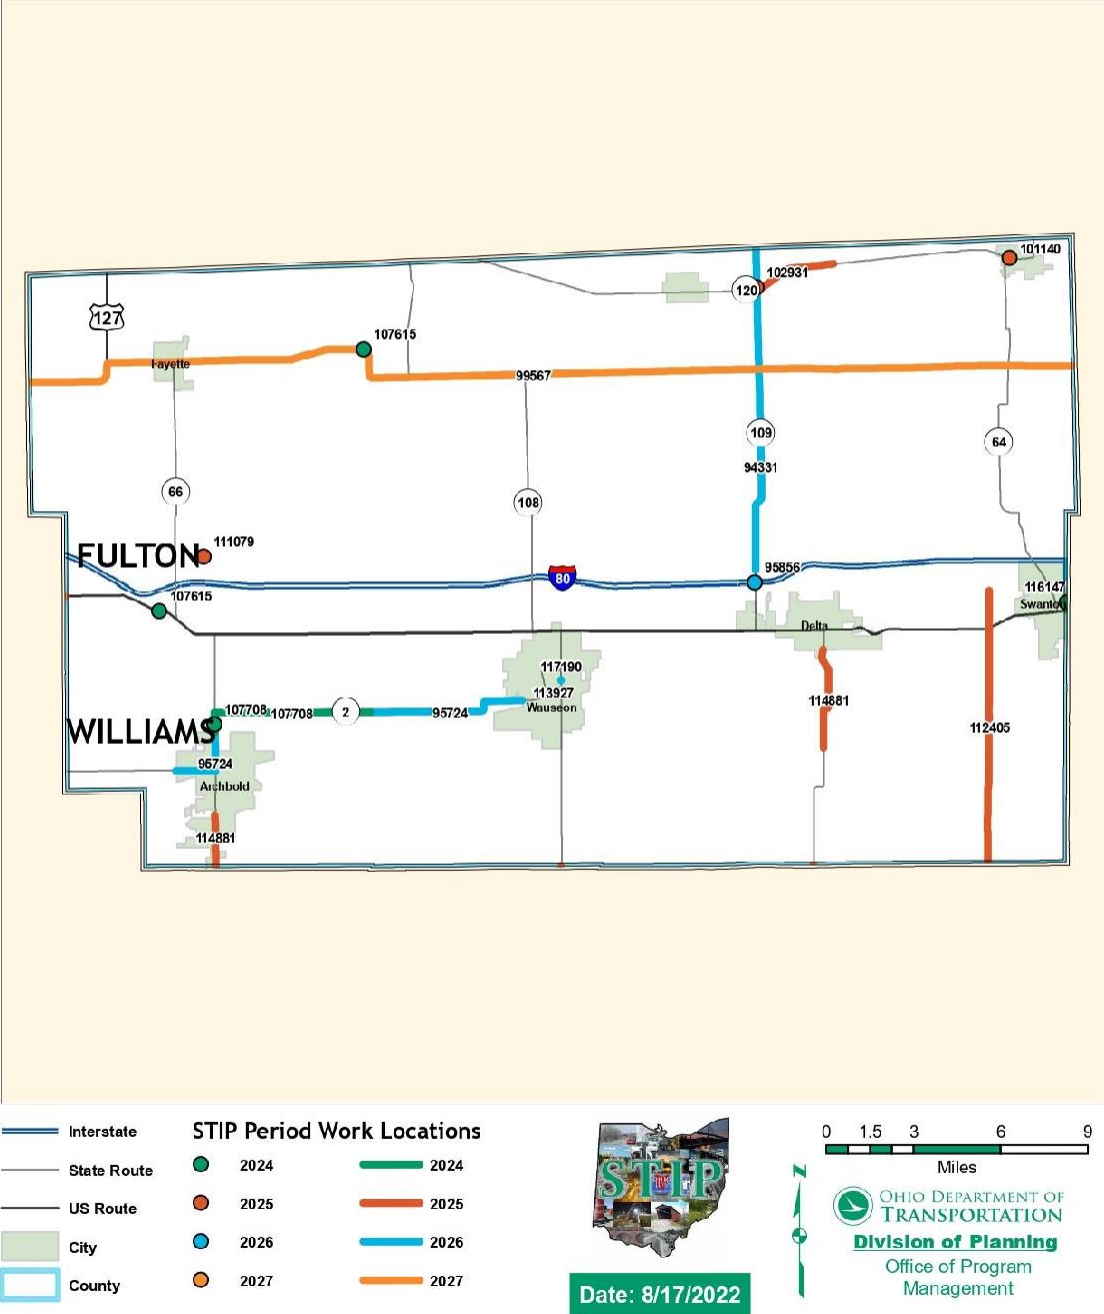 101140
102931
120
127
107615
Fayette
99567
109
64
94331
66
108
111079
FULTON
80
95856
107615
116147
Swanton
Delta
117190
113927
Wauseon
114881
107708
107708
2
95724
112405
WILLIAMS
95724
Archbold
114881
Interstate
State Route
US Route
City
County
STIP Period Work Locations
2024
2024
2025
2025
2026
2026
2027
2027
STIP
Date: 8/17/2022
0 1.5 3 6 9
Miles
N
OHIO DEPARTMENT OF
TRANSPORTATION
Division of Planning
Office of Program
Management